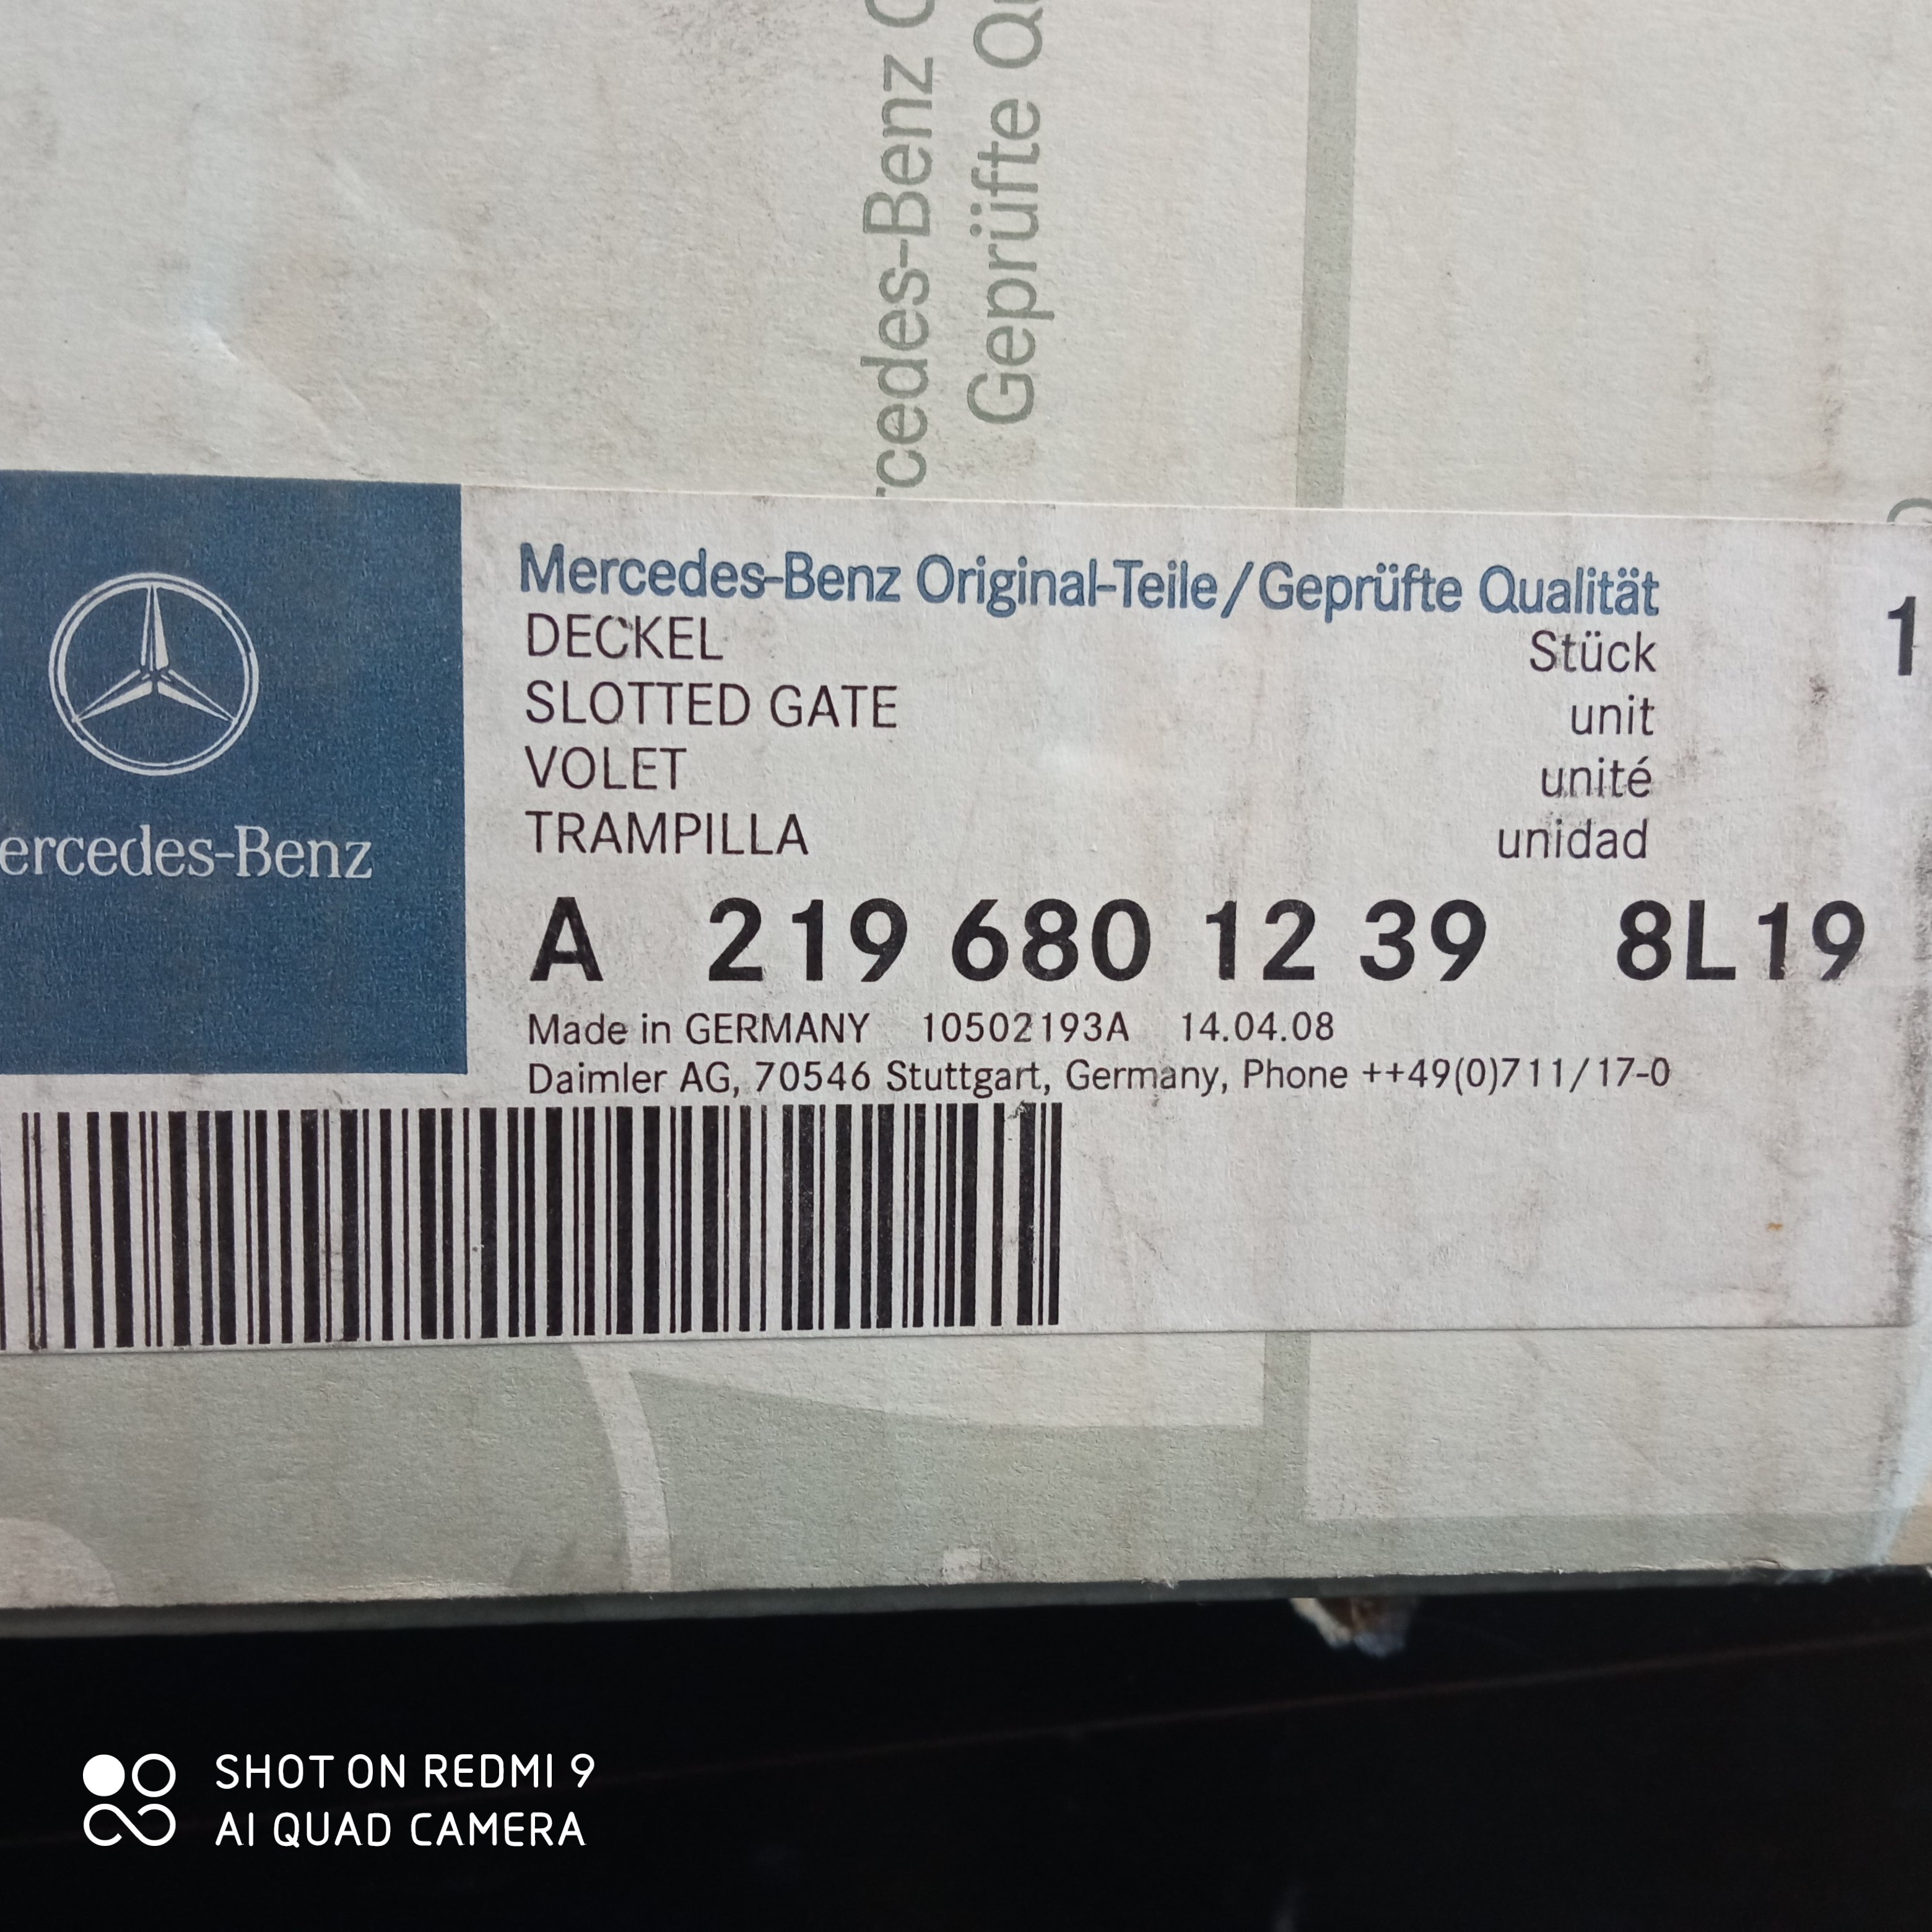 rcedes-Benz
Geprüfte
ercedes-Benz
Mercedes-Benz Original-Teile/Geprüfte Qualität
DECKEL Stück 1
SLOTTED GATE unit
VOLET unité
TRAMPILLA unidad
A 219 680 12 39 8L19
Made in GERMANY 10502193A 14.04.08
Daimler AG, 70546 Stuttgart, Germany, Phone ++49(0)711/17-0
SHOT ON REDMI 9
AI QUAD CAMERA